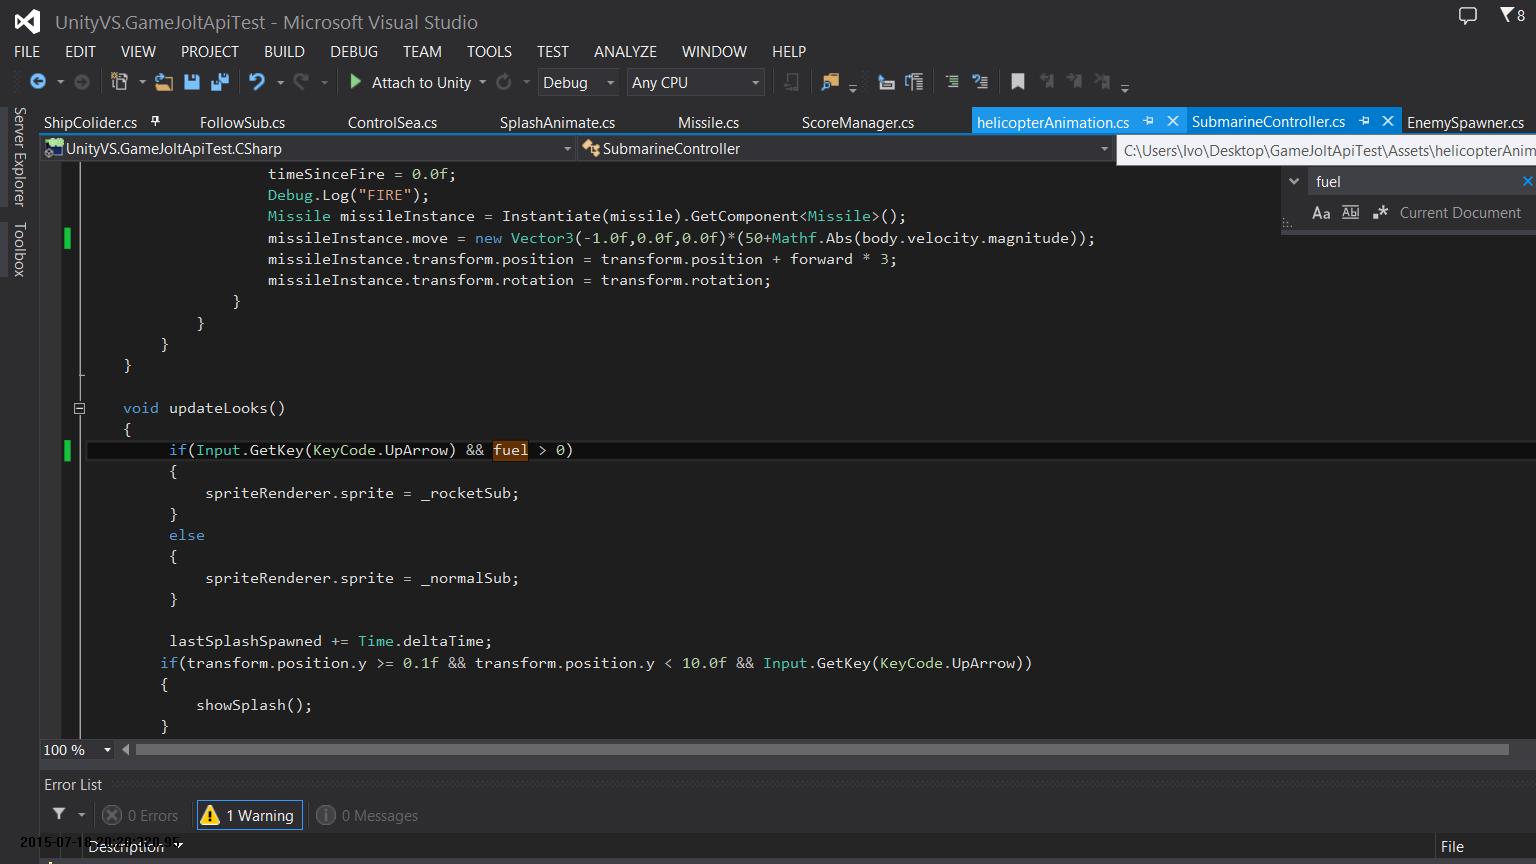 UnityVS.GameJoltApiTest - Microsoft Visual Studio
8
FILE EDIT VIEW PROJECT BUILD DEBUG TEAM TOOLS TEST ANALYZE WINDOW HELP
Attach to Unity Debug Any CPU
Server Explorer
Toolbox
ShipColider.cs FollowSub.cs ControlSea.cs SplashAnimate.cs Missile.cs ScoreManager.cs helicopterAnimation.cs SubmarineController.cs EnemySpawner.cs
UnityVS.GameJoltApiTest.CSharp SubmarineController
C:\Users\Ivo\Desktop\GameJoltApiTest\Assets\helicopterAnim
fuel
Aa Abl .* Current Document
timeSinceFire = 0.0f;
Debug.Log("FIRE");
Missile missileInstance = Instantiate(missile).GetComponent<Missile>();
missileInstance.move = new Vector3(-1.0f,0.0f,0.0f)*(50+Mathf.Abs(body.velocity.magnitude));
missileInstance.transform.position = transform.position + forward * 3;
missileInstance.transform.rotation = transform.rotation;
}
}
}
}
void updateLooks()
{
if(Input.GetKey(KeyCode.UpArrow) && fuel > 0)
{
spriteRenderer.sprite = _rocketSub;
}
else
{
spriteRenderer.sprite = _normalSub;
}
lastSplashSpawned += Time.deltaTime;
if(transform.position.y >= 0.1f && transform.position.y < 10.0f && Input.GetKey(KeyCode.UpArrow))
{
showSplash();
}
100 %
Error List
0 Errors 1 Warning 0 Messages
Description File